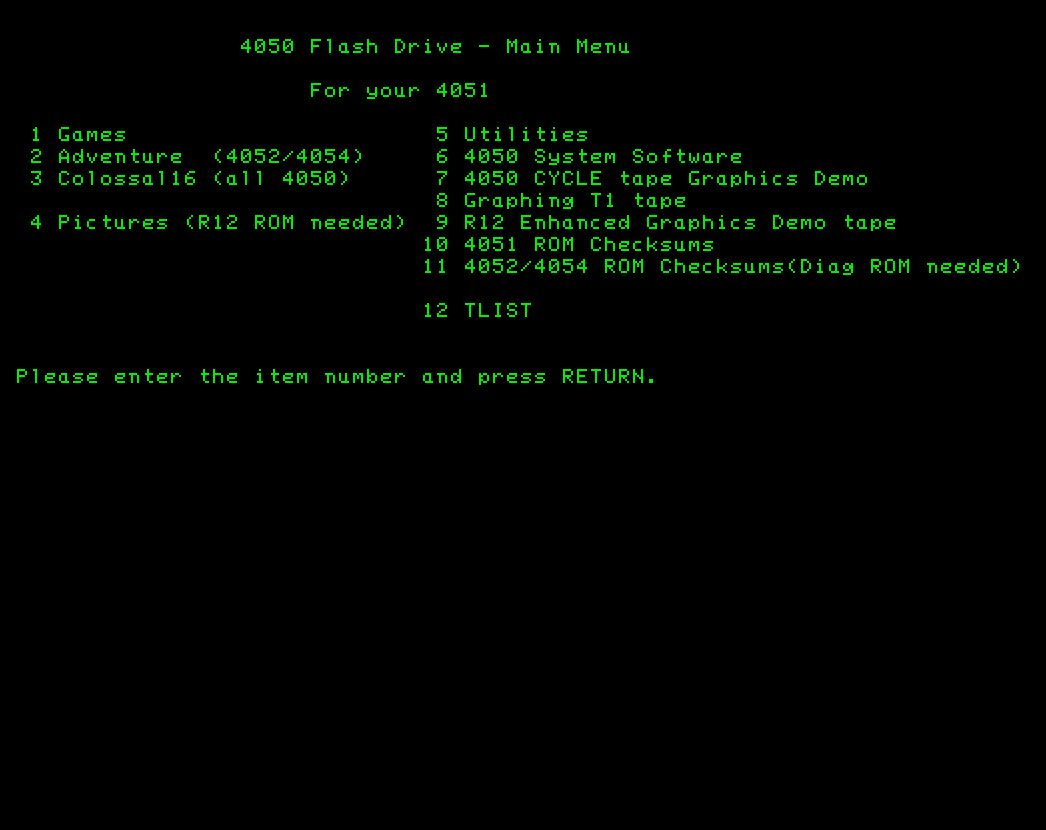 4050 Flash Drive - Main Menu
For your 4051
1 Games 5 Utilities
2 Adventure (4052/4054) 6 4050 System Software
3 Colossal16 (all 4050) 7 4050 CYCLE tape Graphics Demo
8 Graphing T1 tape
4 Pictures (R12 ROM needed) 9 R12 Enhanced Graphics Demo tape
10 4051 ROM Checksums
11 4052/4054 ROM Checksums(Diag ROM needed)
12 TLIST
Please enter the item number and press RETURN.